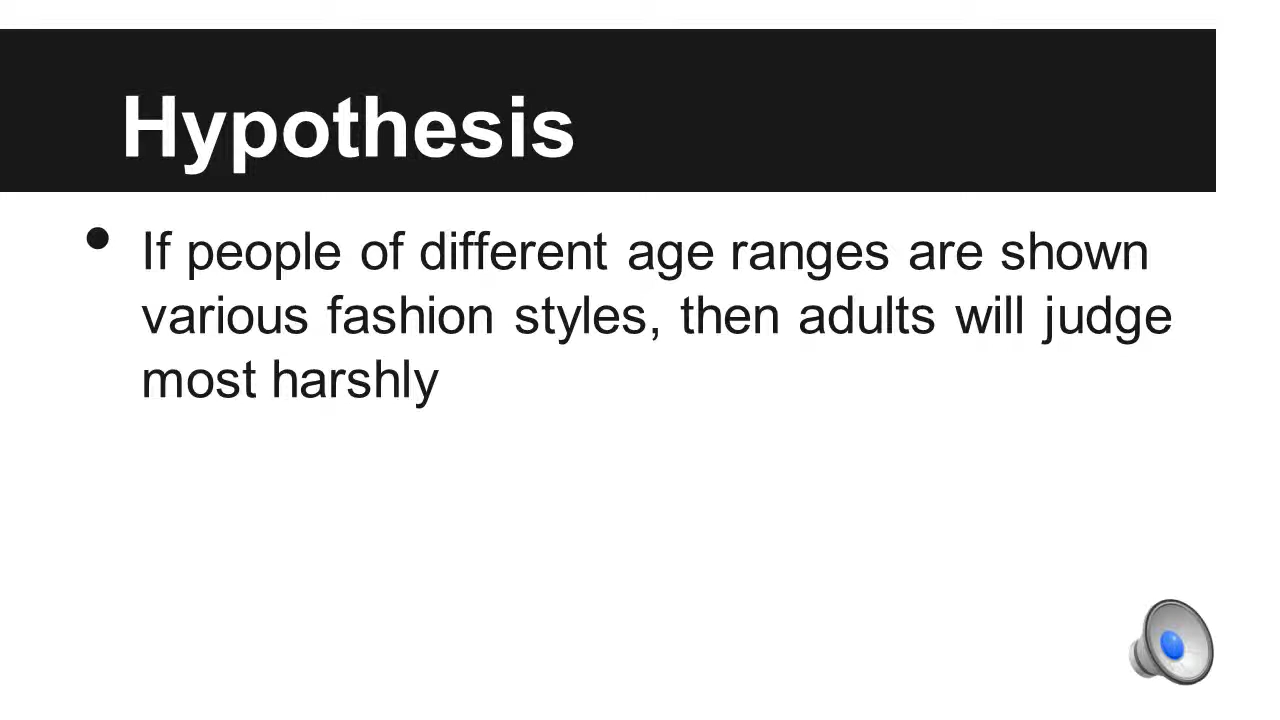 Hypothesis
• If people of different age ranges are shown
various fashion styles, then adults will judge
most harshly